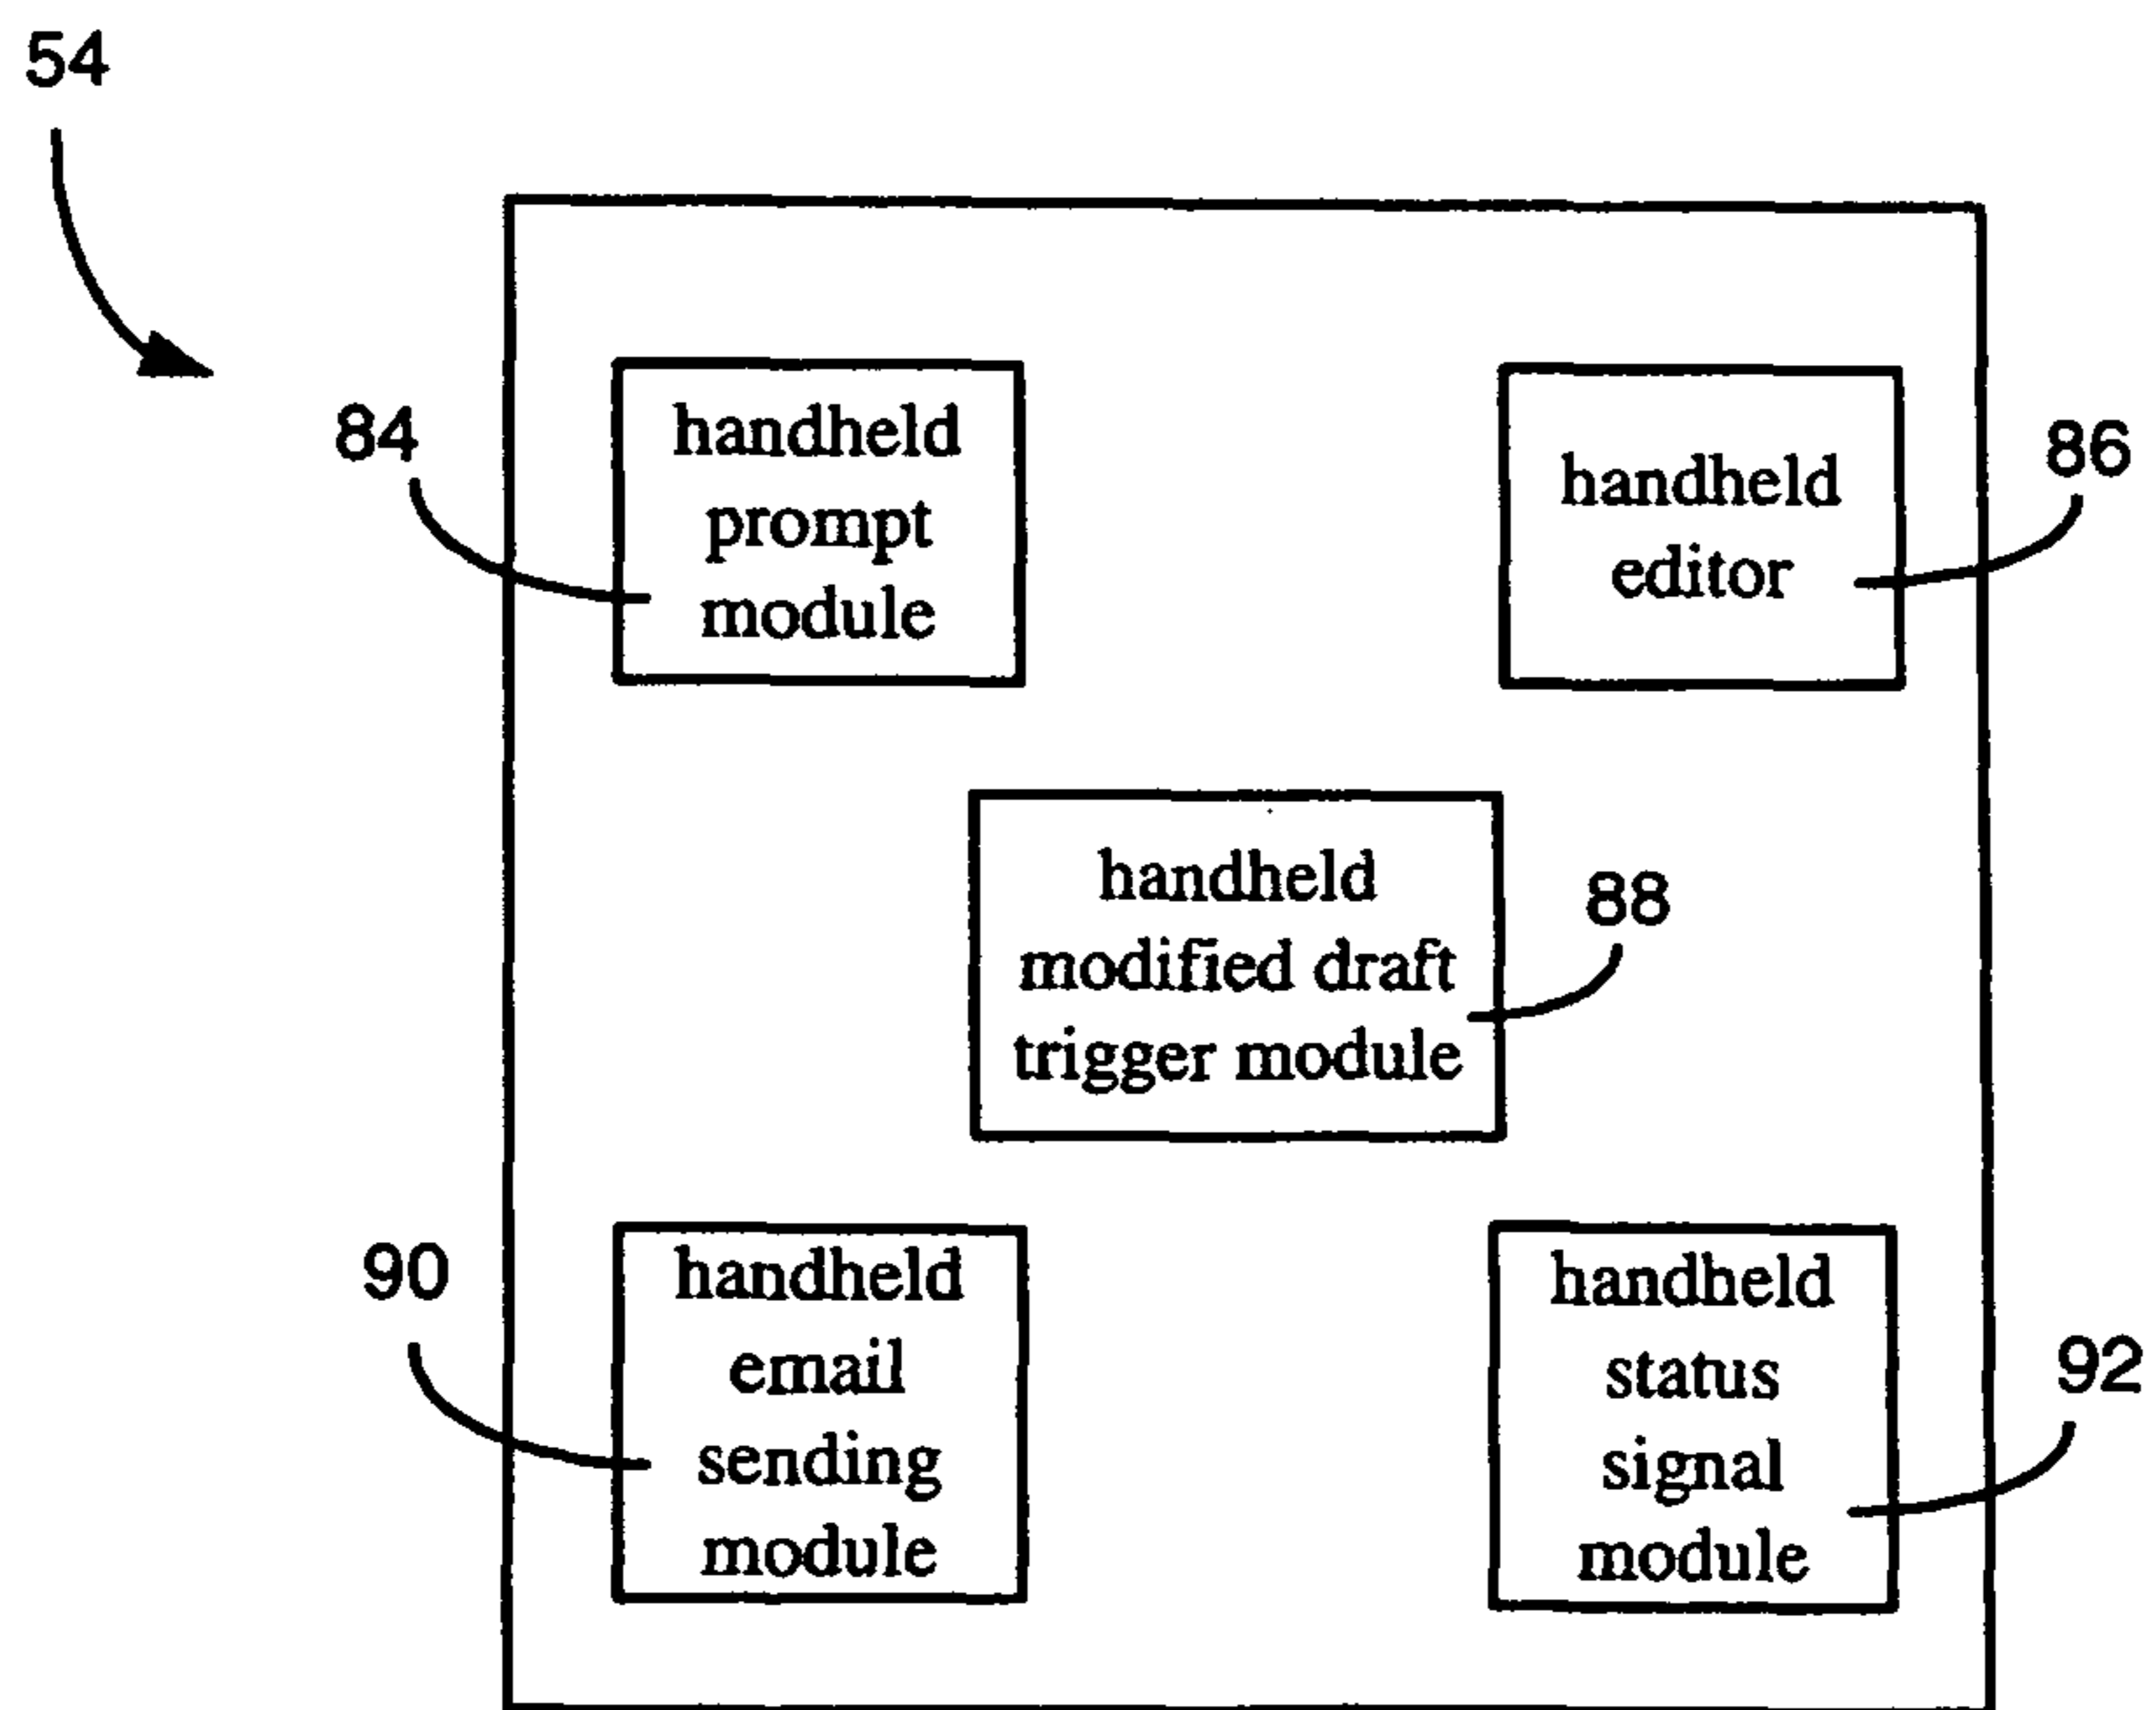 54
84
handheld
prompt
module
handheld
editor
86
handheld
modified draft
trigger module
88
90
handheld
email
sending
module
handheld
status
signal
module
92